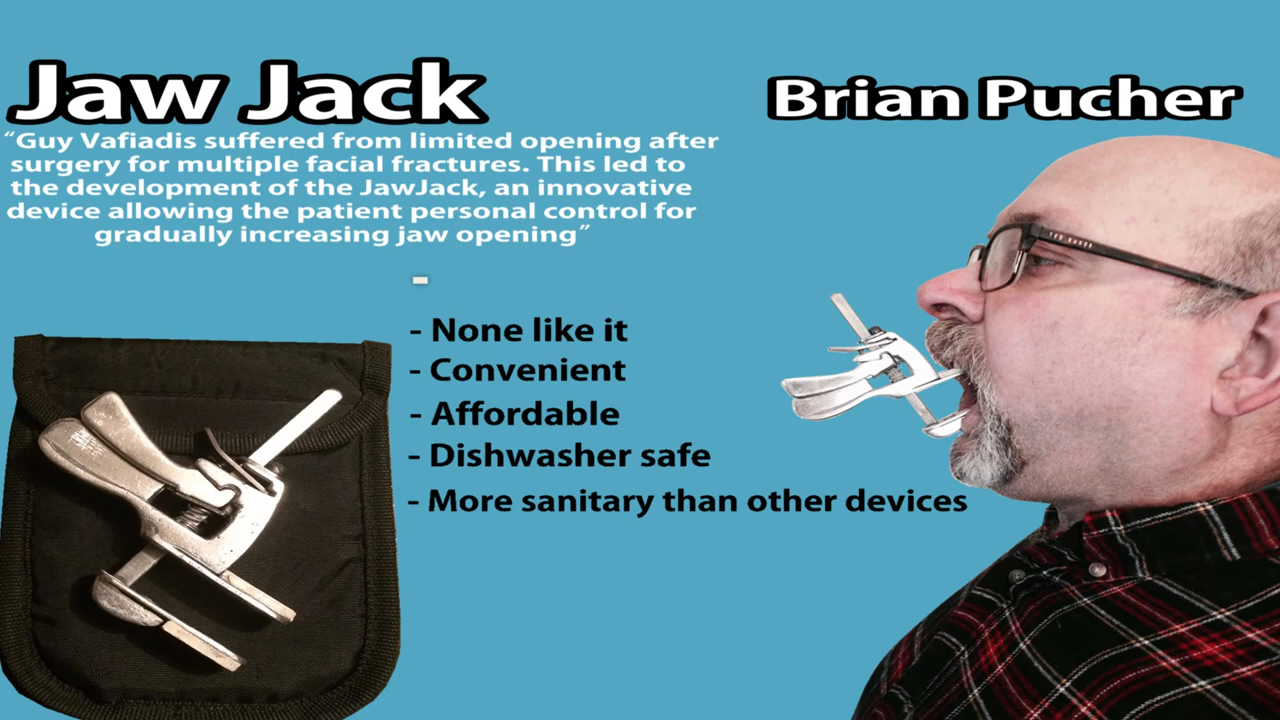 Jaw Jack
Brian Pucher
“Guy Vafiadis suffered from limited opening after
surgery for multiple facial fractures. This led to
the development of the JawJack, an innovative
device allowing the patient personal control for
gradually increasing jaw opening”
-
- None like it
- Convenient
- Affordable
- Dishwasher safe
- More sanitary than other devices
TED BAKER